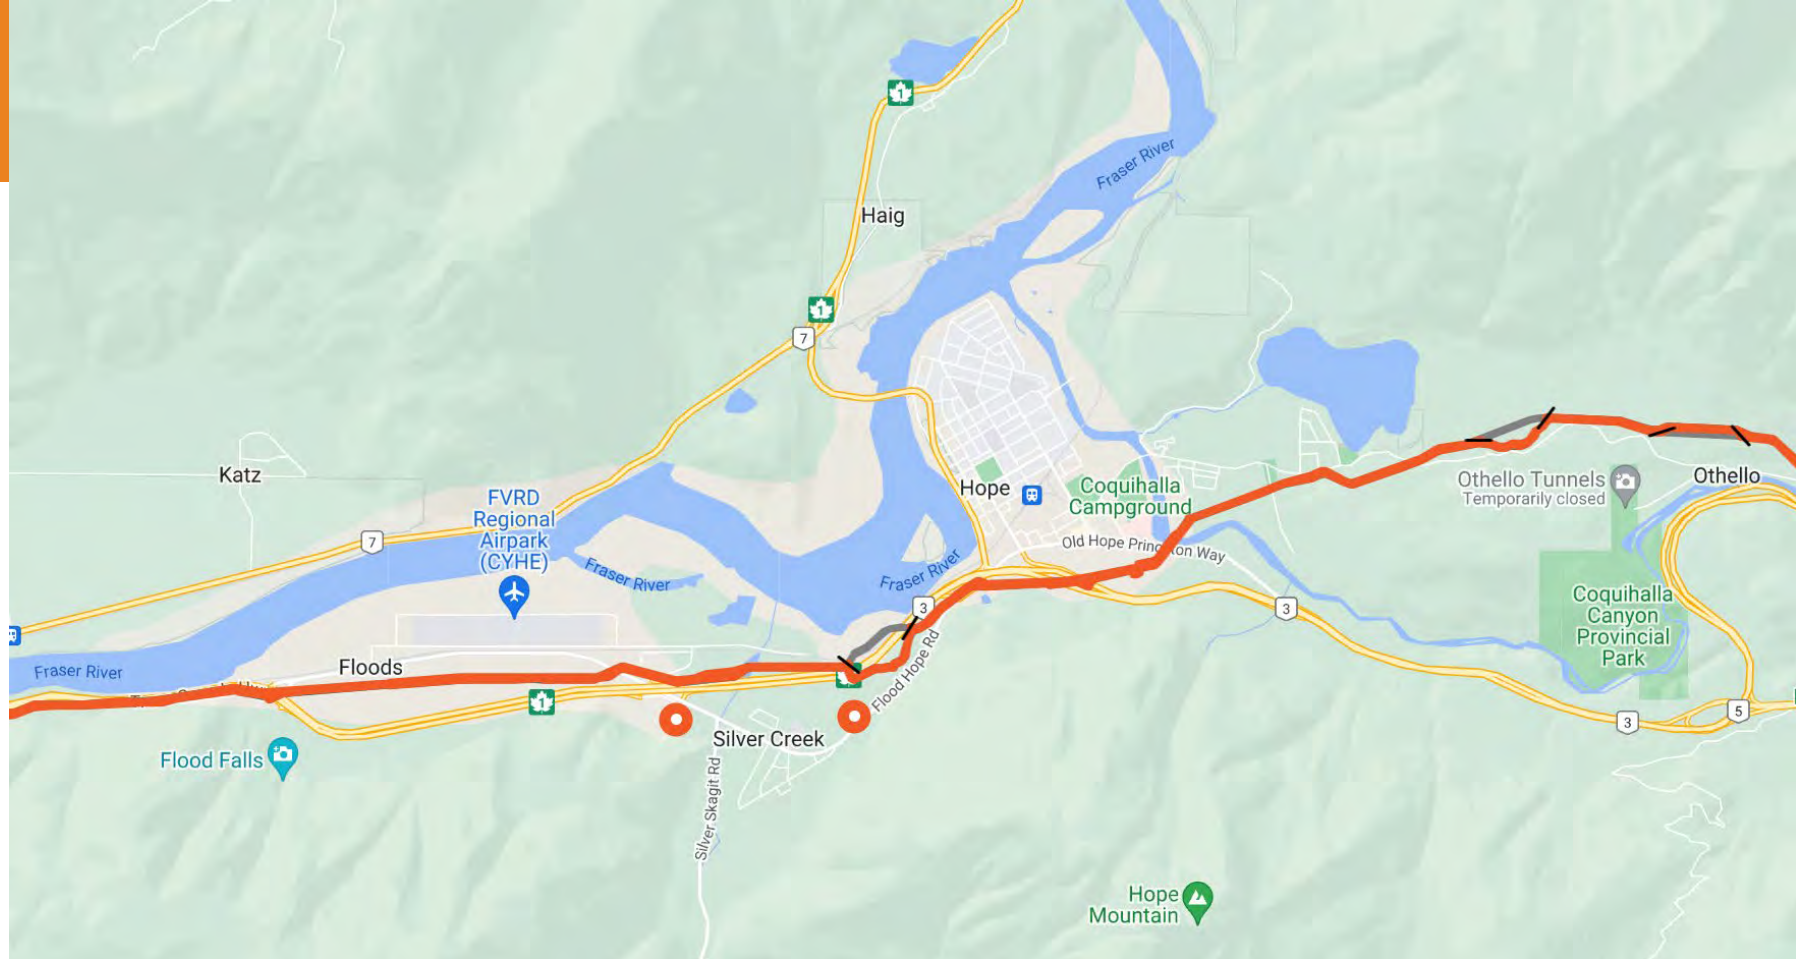 1
Fraser River
Haig
1
7
Katz
FVRD
Regional
Airpark
(CYHE)
Hope
Coquihalla
Campground
Othello Tunnels
Temporarily closed
Othello
7
Old Hope Princeton Way
Fraser River
Fraser River
3
3
Coquihalla
Canyon
Provincial
Park
Fraser River
Floods
1
Flood Hope Rd
3
5
Flood Falls
Silver Creek
Silver Skagit Rd
Hope
Mountain